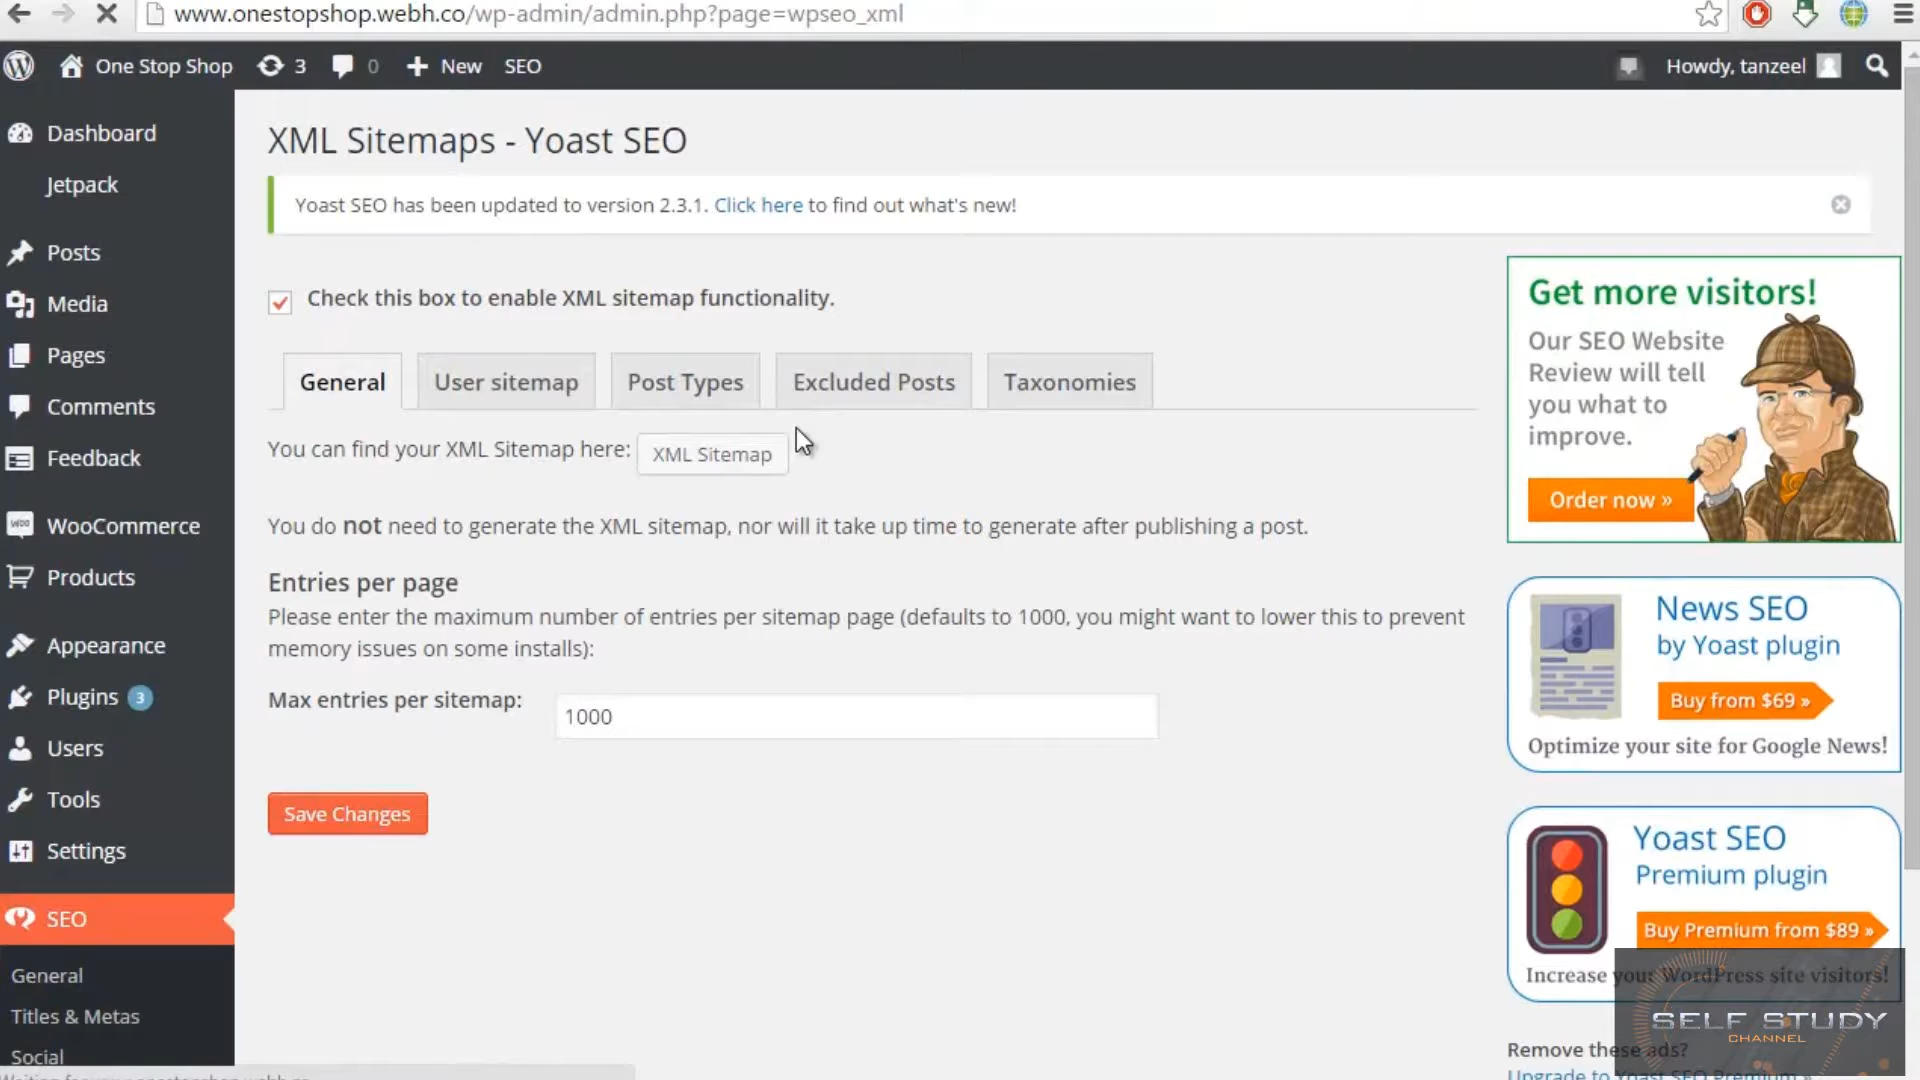 www.onestopshop.webh.co/wp-admin/admin.php?page=wpseo_xml
One Stop Shop 3 0 New SEO Howdy, tanzeel
Dashboard
Jetpack
Posts
Media
Pages
Comments
Feedback
WooCommerce
Products
Appearance
Plugins 3
Users
Tools
Settings
SEO
General
Titles & Metas
Social
XML Sitemaps - Yoast SEO
Yoast SEO has been updated to version 2.3.1. Click here to find out what's new!
Check this box to enable XML sitemap functionality.
General User sitemap Post Types Excluded Posts Taxonomies
You can find your XML Sitemap here: XML Sitemap
You do not need to generate the XML sitemap, nor will it take up time to generate after publishing a post.
Entries per page
Please enter the maximum number of entries per sitemap page (defaults to 1000, you might want to lower this to prevent
memory issues on some installs):
Max entries per sitemap: 1000
Save Changes
Get more visitors!
Our SEO Website
Review will tell
you what to
improve.
Order now »
News SEO
by Yoast plugin
Buy from $69 »
Optimize your site for Google News!
Yoast SEO
Premium plugin
Buy Premium from $89 »
Increase your WordPress site visitors!
SELF STUDY
CHANNEL
Remove these ads?
Upgrade to Yoast SEO Premium »